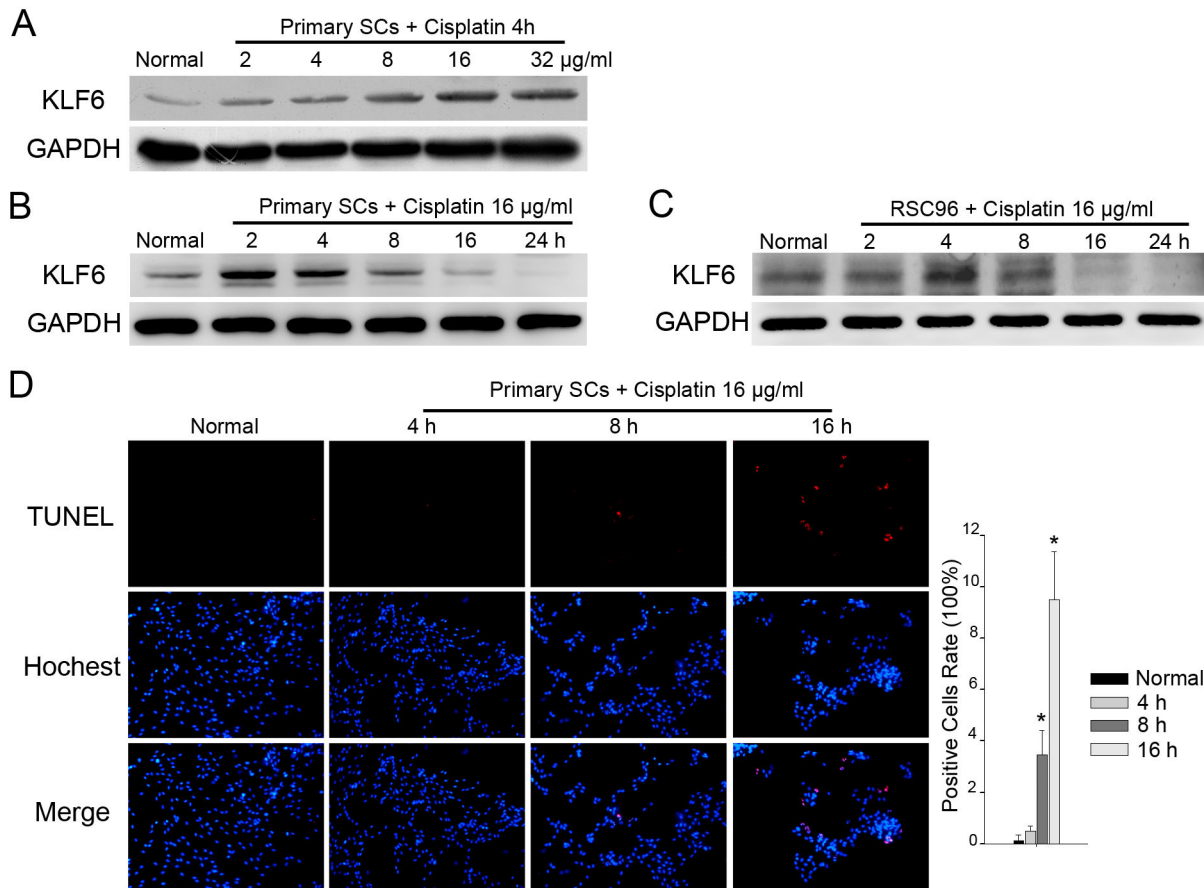 A
Primary SCs + Cisplatin 4h
Normal 2 4 8 16 32 µg/ml
KLF6
GAPDH
B
Primary SCs + Cisplatin 16 µg/ml
Normal 2 4 8 16 24 h
KLF6
GAPDH
C
RSC96 + Cisplatin 16 µg/ml
Normal 2 4 8 16 24 h
KLF6
GAPDH
D
Primary SCs + Cisplatin 16 µg/ml
Normal 4 h 8 h 16 h
TUNEL
Hochest
Merge
Positive Cells Rate (100%)
12
10
8
6
4
2
0
*
*
Normal
4 h
8 h
16 h